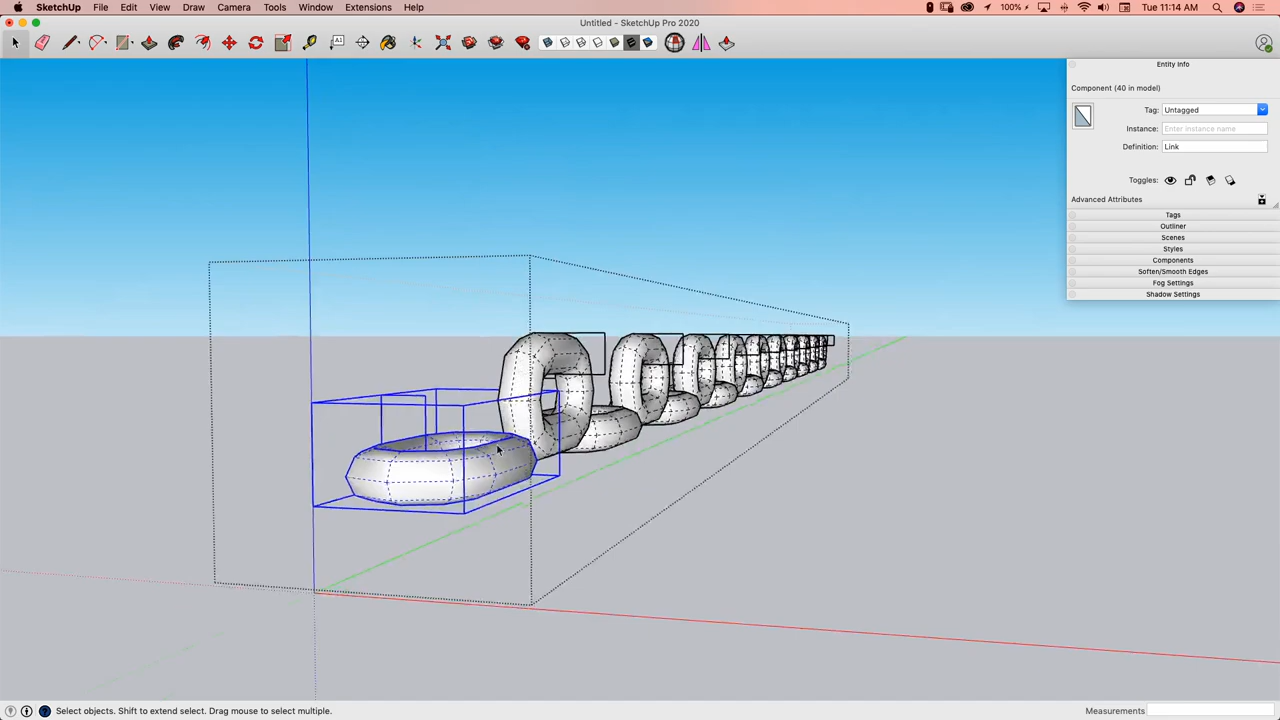 SketchUp File Edit View Draw Camera Tools Window Extensions Help 100% Tue 11:14 AM
Untitled - SketchUp Pro 2020
A1
Entity Info
Component (40 in model)
Tag: Untagged
Instance: Enter instance name
Definition: Link
Toggles:
Advanced Attributes
Tags
Outliner
Scenes
Styles
Components
Soften/Smooth Edges
Fog Settings
Shadow Settings
Select objects. Shift to extend select. Drag mouse to select multiple. Measurements